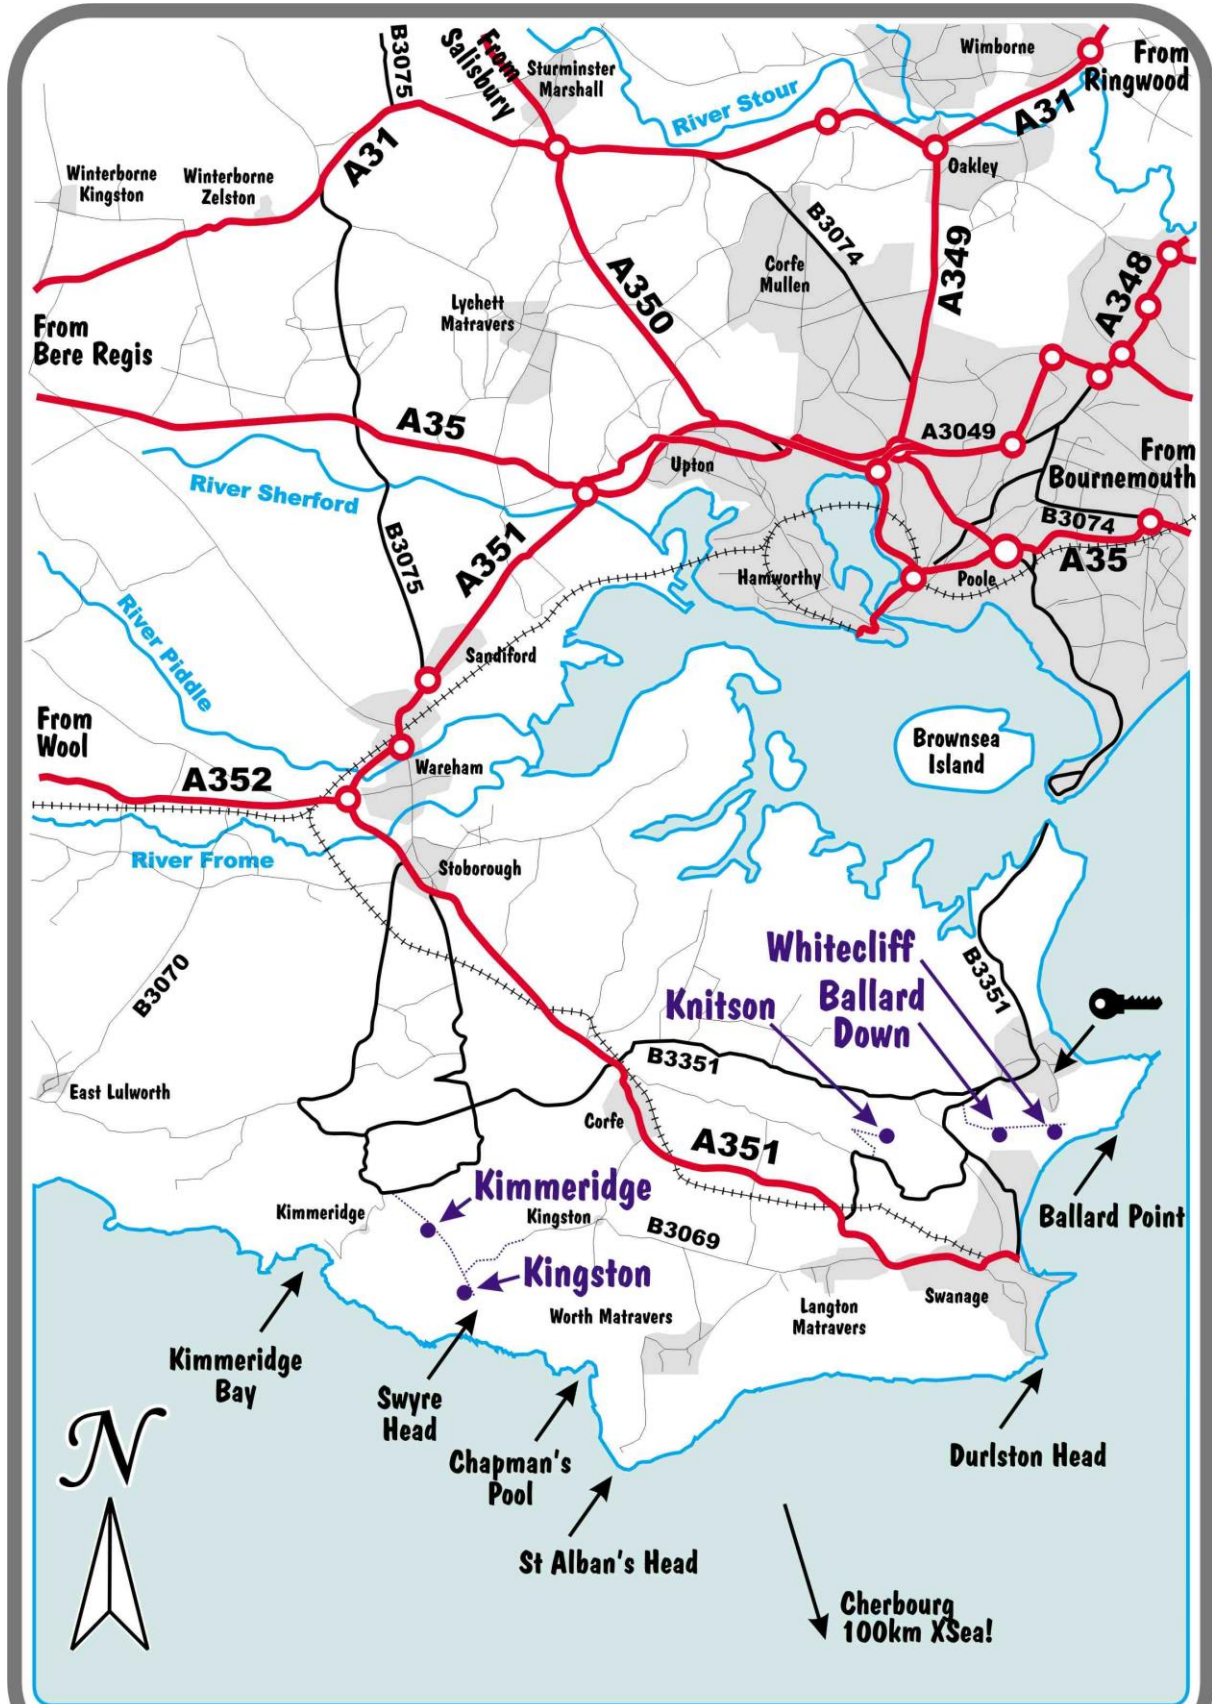 B3075
From
Salisbury
Sturminster
Marshall
Wimborne
From
Ringwood
River Stour
A31
A31
Winterborne
Kingston
Winterborne
Zelston
Oakley
B3074
A349
Corfe
Mullen
A348
A350
Lychett
Matravers
From
Bere Regis
A35
A3049
Upton
From
Bournemouth
River Sherford
B3074
A35
B3075
A351
Hamworthy
Poole
River Piddle
Sandiford
From
Wool
Brownsea
Island
Wareham
A352
River Frome
Stoborough
Whitecliff
B3351
B3070
Knitson
Ballard
Down
B3351
East Lulworth
Corfe
A351
Kimmeridge
Kimmeridge
Kingston
B3069
Ballard Point
Kingston
Swanage
Langton
Matravers
Worth Matravers
Kimmeridge
Bay
Swyre
Head
Chapman's
Pool
Durlston Head
N
St Alban's Head
Cherbourg
100km XSea!